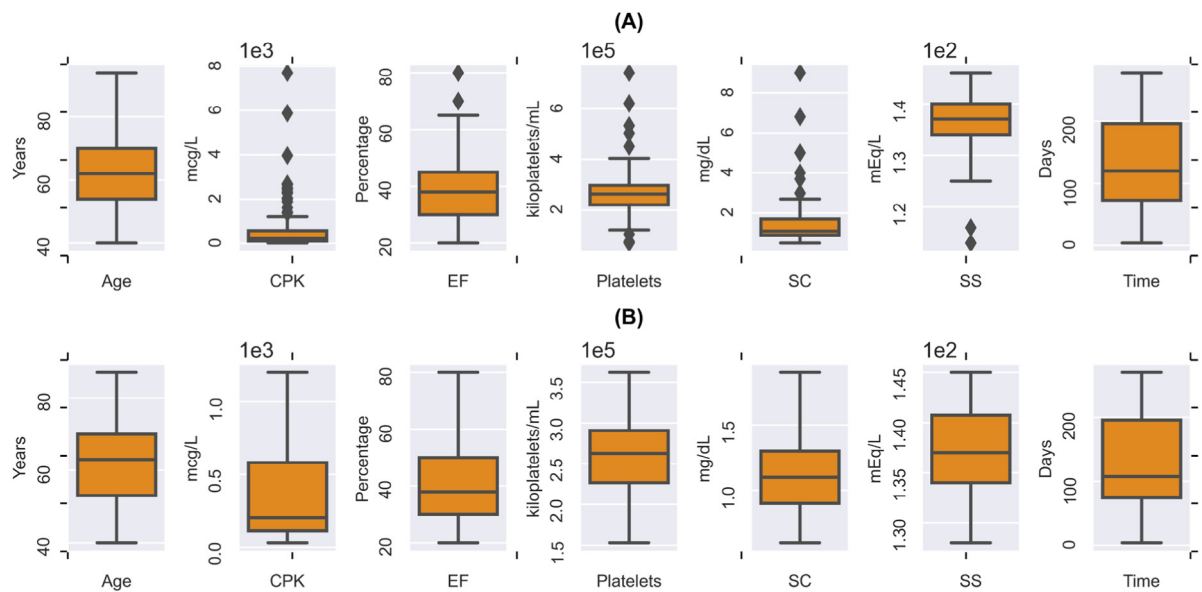 (A)
1e3
1e5
1e2
Years
40 60 80
mcg/L
0 2 4 6 8
Percentage
20 40 60 80
kiloplatelets/mL
2 4 6
mg/dL
2 4 6 8
mEq/L
1.2 1.3 1.4
Days
0 100 200
Age CPK EF Platelets SC SS Time
(B)
1e3
1e5
1e2
Years
40 60 80
mcg/L
0.0 0.5 1.0
Percentage
20 40 60 80
kiloplatelets/mL
1.5 2.0 2.5 3.0 3.5
mg/dL
1.0 1.5
mEq/L
1.30 1.35 1.40 1.45
Days
0 100 200
Age CPK EF Platelets SC SS Time